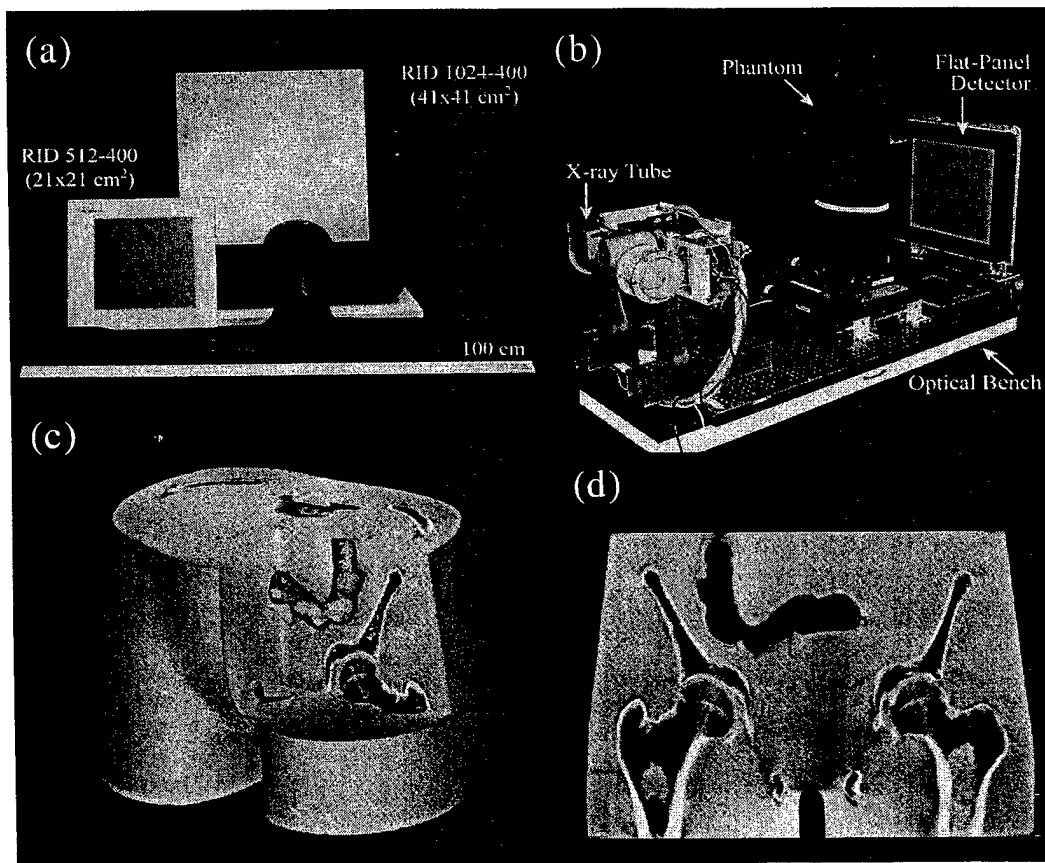 (a)
RID 1024-400
(41x41 cm²)
RID 512-400
(21x21 cm²)
100 cm
(b)
Phantom
Flat-Panel
Detector
X-ray Tube
Optical Bench
(c)
(d)